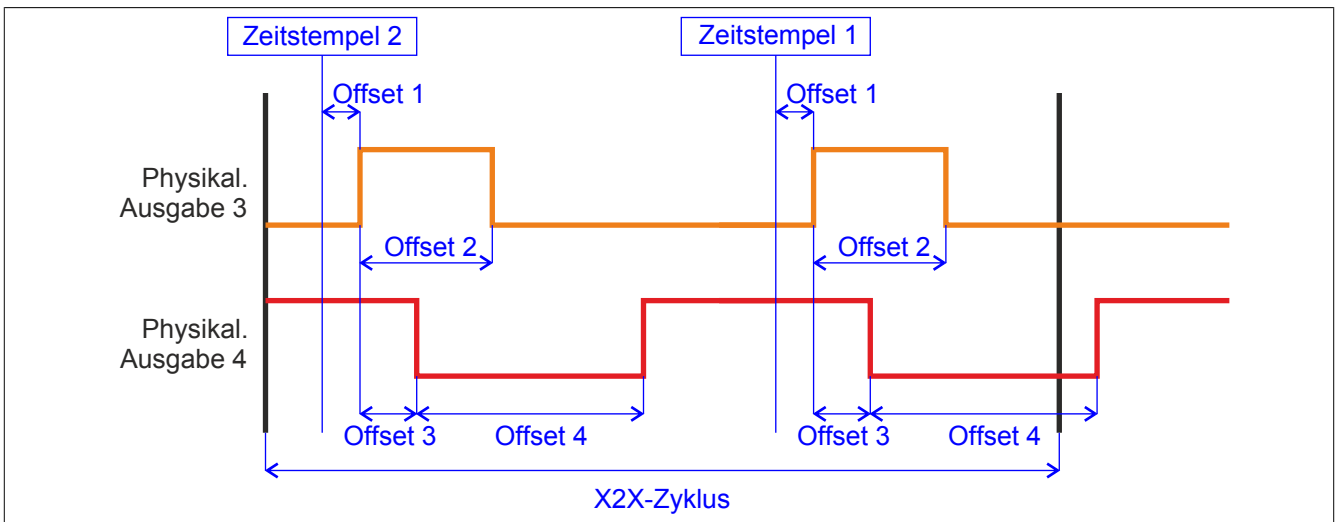 Zeitstempel 2
Zeitstempel 1
Offset 1
Offset 1
Physikal.
Ausgabe 3
Offset 2
Offset 2
Physikal.
Ausgabe 4
Offset 3
Offset 4
Offset 3
Offset 4
X2X-Zyklus